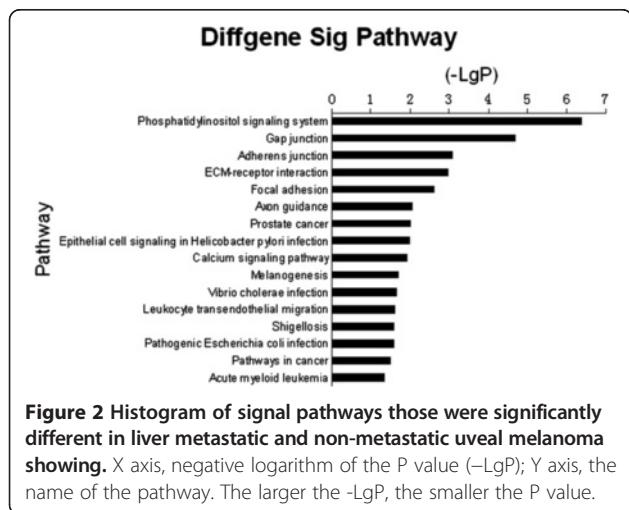 Diffgene Sig Pathway
(-LgP)
0 1 2 3 4 5 6 7
Pathway
Phosphatidylinositol signaling system
Gap junction
Adherens junction
ECM-receptor interaction
Focal adhesion
Axon guidance
Prostate cancer
Epithelial cell signaling in Helicobacter pylori infection
Calcium signaling pathway
Melanogenesis
Vibrio cholerae infection
Leukocyte transendothelial migration
Shigellosis
Pathogenic Escherichia coli infection
Pathways in cancer
Acute myeloid leukemia
Figure 2 Histogram of signal pathways those were significantly
different in liver metastatic and non-metastatic uveal melanoma
showing. X axis, negative logarithm of the P value (−LgP); Y axis, the
name of the pathway. The larger the -LgP, the smaller the P value.